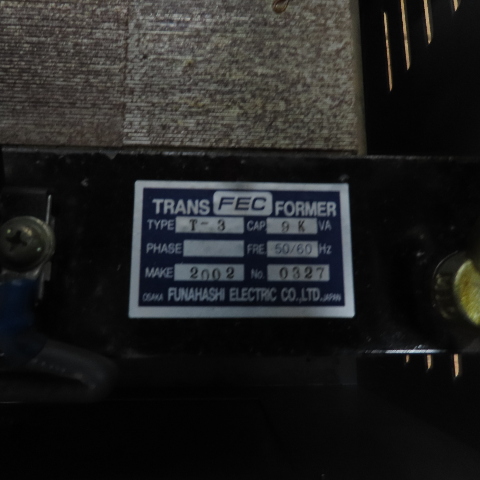 TRANS FEC FORMER
TYPE T-3 CAP 9K VA
PHASE FRE 50/60 Hz
MAKE 2002 No. 0327
OSAKA FUNAHASHI ELECTRIC CO.,LTD. JAPAN